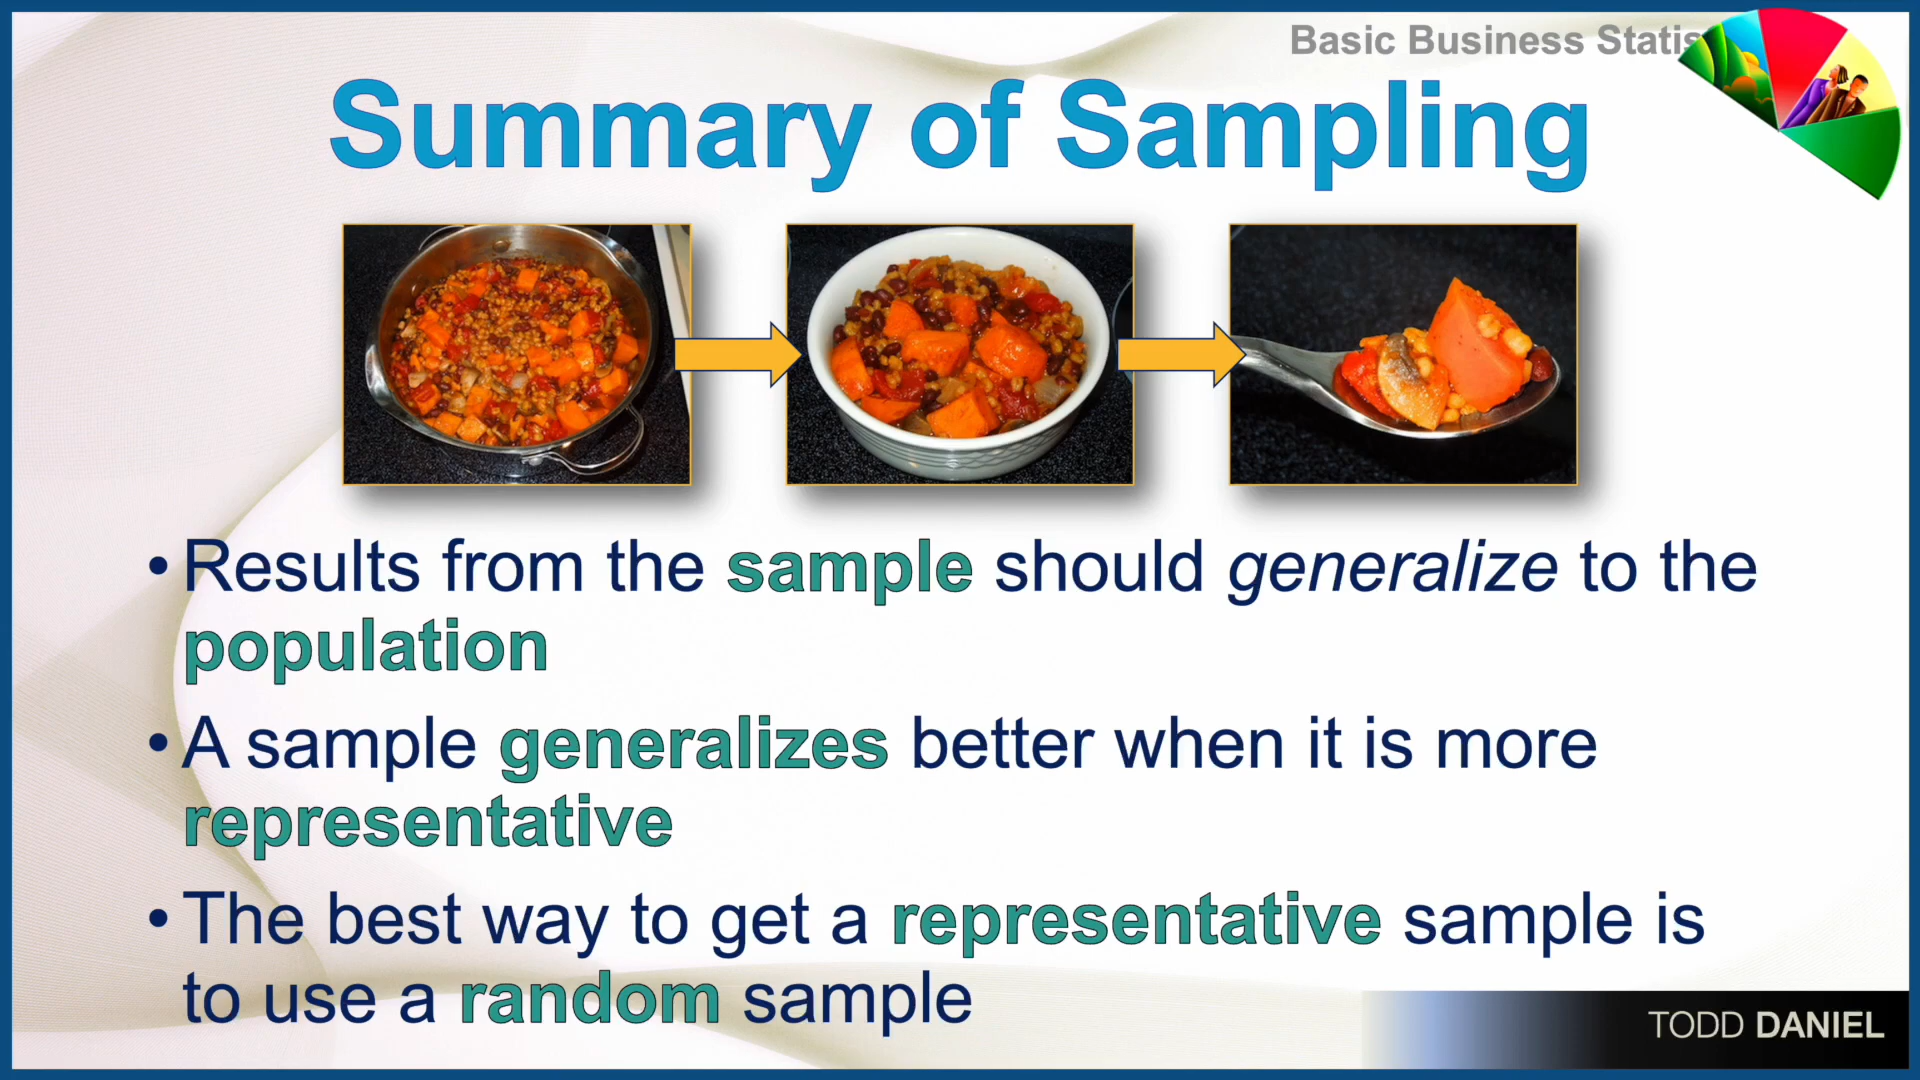 Basic Business
Summary of Sampling
• Results from the sample should generalize to the
population
• A sample generalizes better when it is more
representative
• The best way to get a representative sample is
to use a random sample
TODD DANIEL